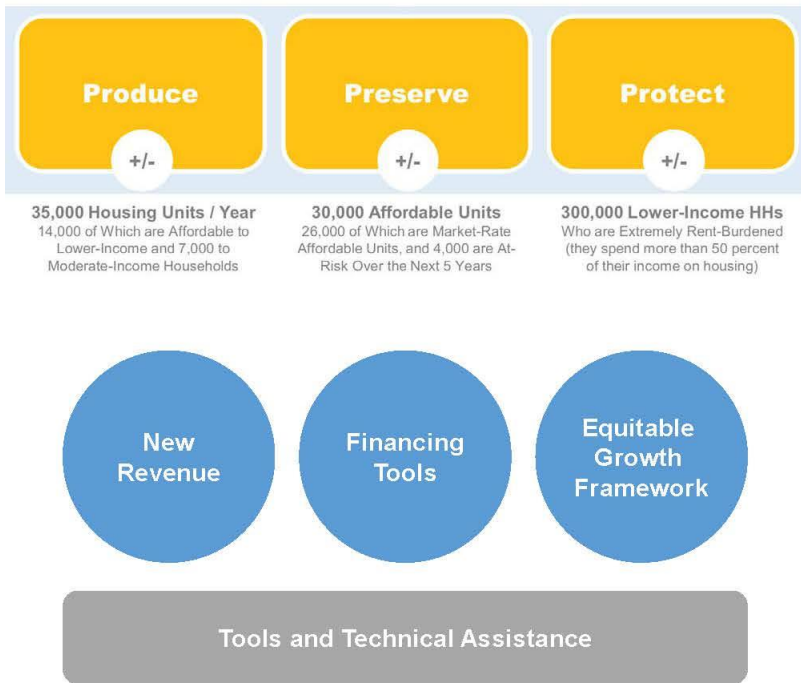 Produce
+/-
35,000 Housing Units / Year
14,000 of Which are Affordable to
Lower-Income and 7,000 to
Moderate-Income Households
Preserve
+/-
30,000 Affordable Units
26,000 of Which are Market-Rate
Affordable Units, and 4,000 are At-
Risk Over the Next 5 Years
Protect
+/-
300,000 Lower-Income HHs
Who are Extremely Rent-Burdened
(they spend more than 50 percent
of their income on housing)
New
Revenue
Financing
Tools
Equitable
Growth
Framework
Tools and Technical Assistance